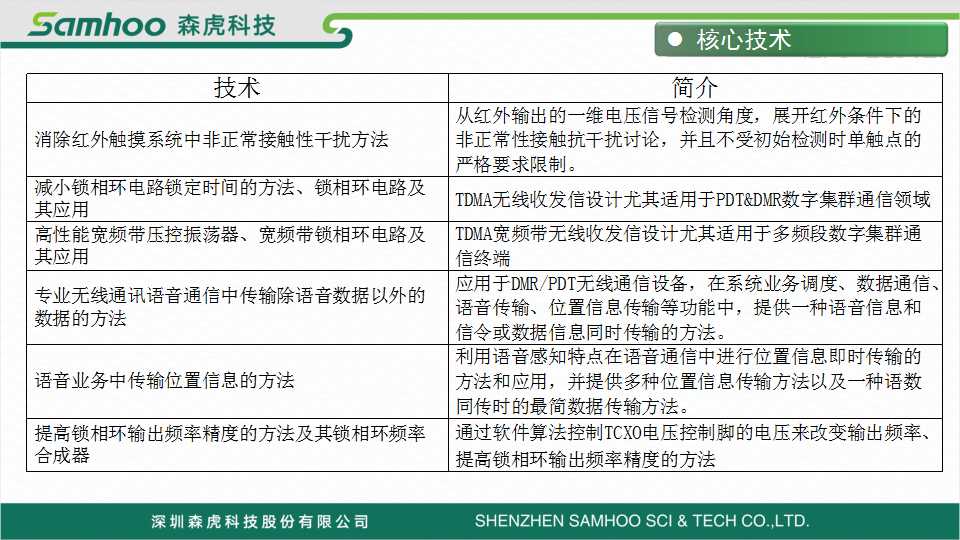 Samhoo 森虎科技
核心技术
技术
简介
消除红外触摸系统中非正常接触性干扰方法
从红外输出的一维电压信号检测角度，展开红外条件下的
非正常性接触抗干扰讨论，并且不受初始检测时单触点的
严格要求限制。
减小锁相环电路锁定时间的方法、锁相环电路及
其应用
TDMA无线收发信设计尤其适用于PDT&DMR数字集群通信领域
高性能宽频带压控振荡器、宽频带锁相环电路及
其应用
TDMA宽频带无线收发信设计尤其适用于多频段数字集群通
信终端
专业无线通讯语音通信中传输除语音数据以外的
数据的方法
应用于DMR/PDT无线通信设备，在系统业务调度、数据通信、
语音传输、位置信息传输等功能中，提供一种语音信息和
信令或数据信息同时传输的方法。
语音业务中传输位置信息的方法
利用语音感知特点在语音通信中进行位置信息即时传输的
方法和应用，并提供多种位置信息传输方法以及一种语数
同传时的最简数据传输方法。
提高锁相环输出频率精度的方法及其锁相环频率
合成器
通过软件算法控制TCXO电压控制脚的电压来改变输出频率、
提高锁相环输出频率精度的方法
深圳森虎科技股份有限公司
SHENZHEN SAMHOO SCI & TECH CO.,LTD.